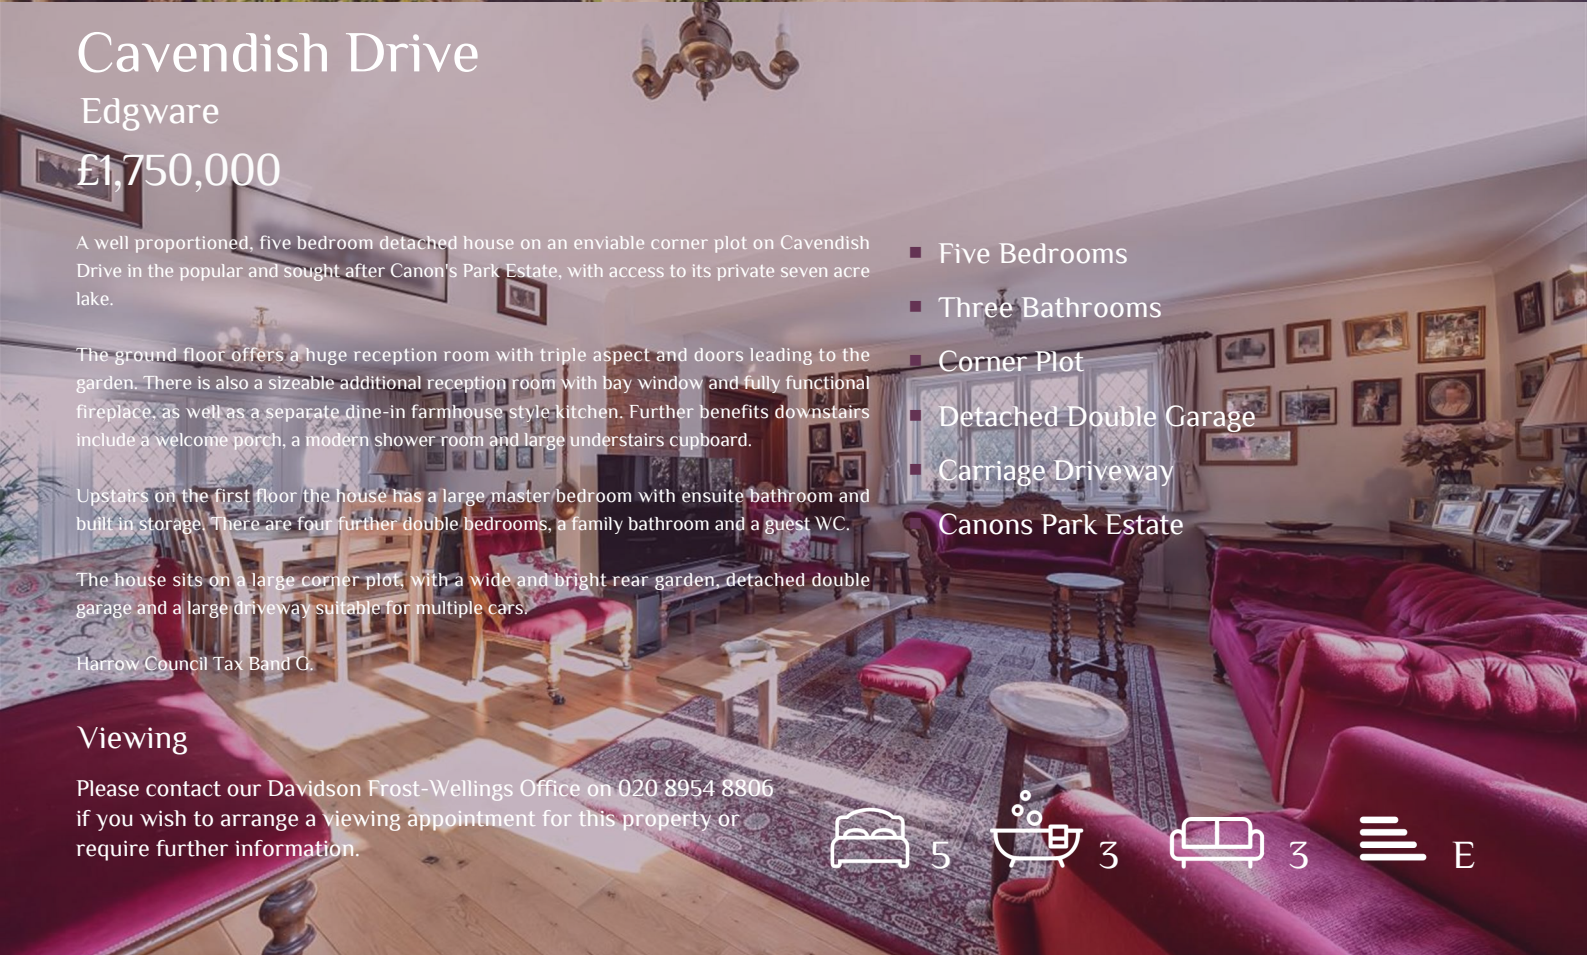 Cavendish Drive
Edgware
£1,750,000
A well proportioned, five bedroom detached house on an enviable corner plot on Cavendish
Drive in the popular and sought after Canon's Park Estate, with access to its private seven acre
lake.
The ground floor offers a huge reception room with triple aspect and doors leading to the
garden. There is also a sizeable additional reception room with bay window and fully functional
fireplace, as well as a separate dine-in farmhouse style kitchen. Further benefits downstairs
include a welcome porch, a modern shower room and large understairs cupboard.
Upstairs on the first floor the house has a large master bedroom with ensuite bathroom and
built in storage. There are four further double bedrooms, a family bathroom and a guest WC.
The house sits on a large corner plot, with a wide and bright rear garden, detached double
garage and a large driveway suitable for multiple cars.
Harrow Council Tax Band G.
Five Bedrooms
Three Bathrooms
Corner Plot
Detached Double Garage
Carriage Driveway
Canons Park Estate
Viewing
Please contact our Davidson Frost-Wellings Office on 020 8954 8806
if you wish to arrange a viewing appointment for this property or
require further information.
5 3 3 E